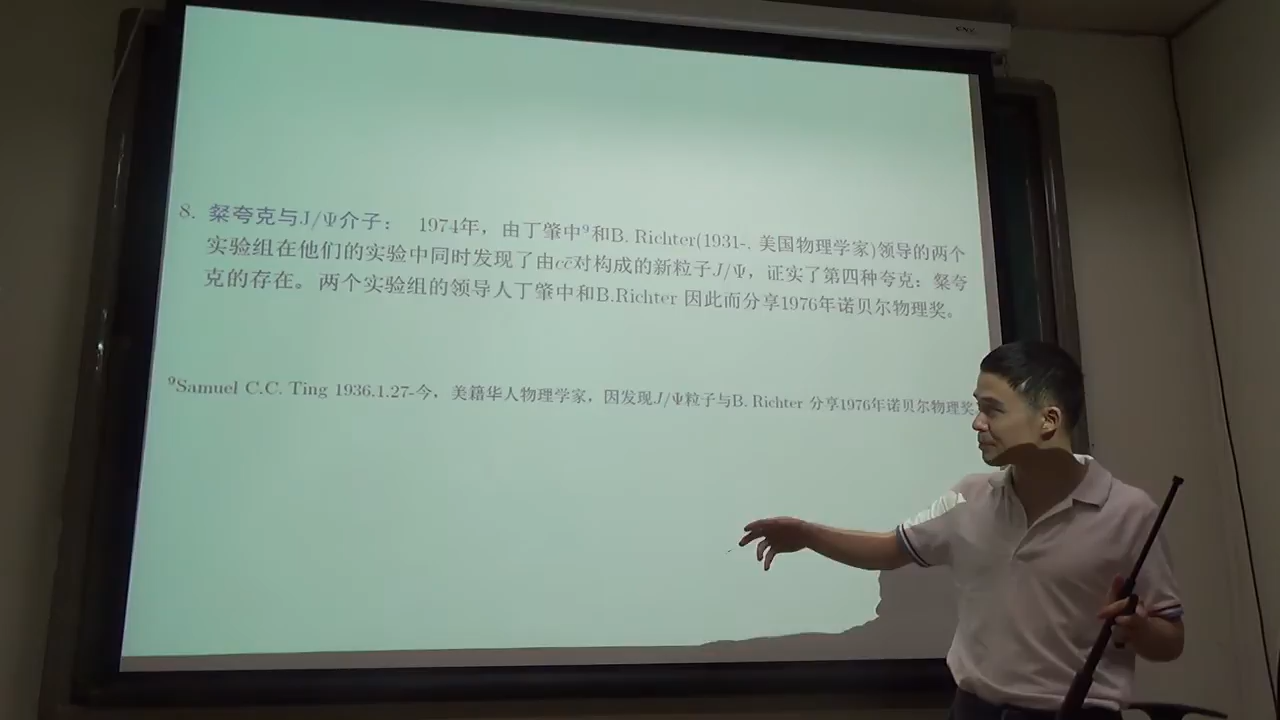 8. 粲夸克与J/Ψ介子： 1974年，由丁肇中⁹和B. Richter(1931-, 美国物理学家)领导的两个
实验组在他们的实验中同时发现了由cc̄对构成的新粒子J/Ψ，证实了第四种夸克：粲夸
克的存在。两个实验组的领导人丁肇中和B.Richter 因此而分享1976年诺贝尔物理奖。
⁹Samuel C.C. Ting 1936.1.27-今，美籍华人物理学家，因发现J/Ψ粒子与B. Richter 分享1976年诺贝尔物理奖